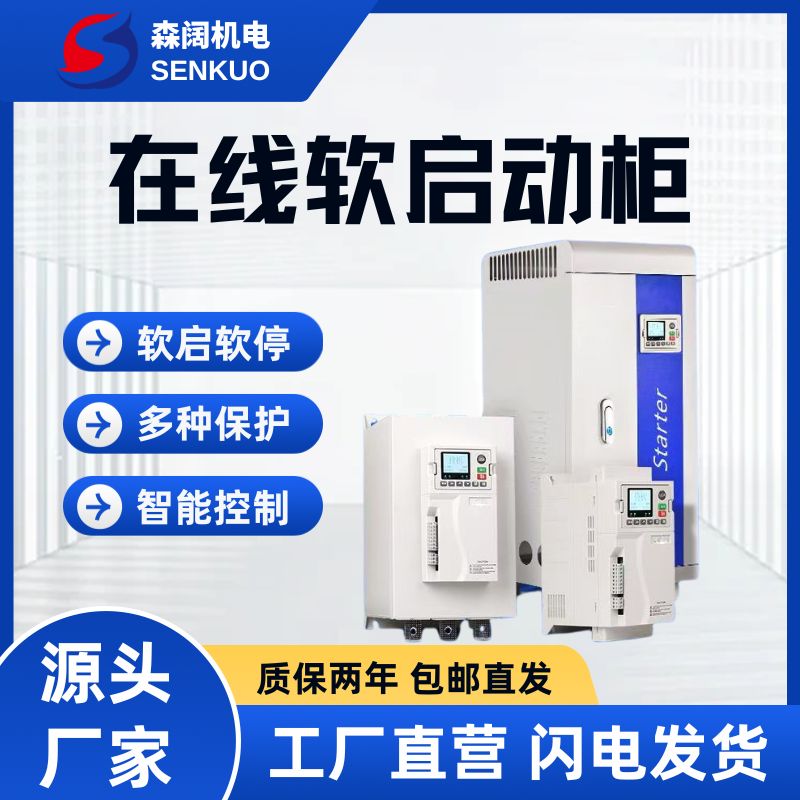 森阔机电
SENKUO
在线软启动柜
软启软停
多种保护
智能控制
Starter
源头
厂家
质保两年 包邮直发
工厂直营 闪电发货